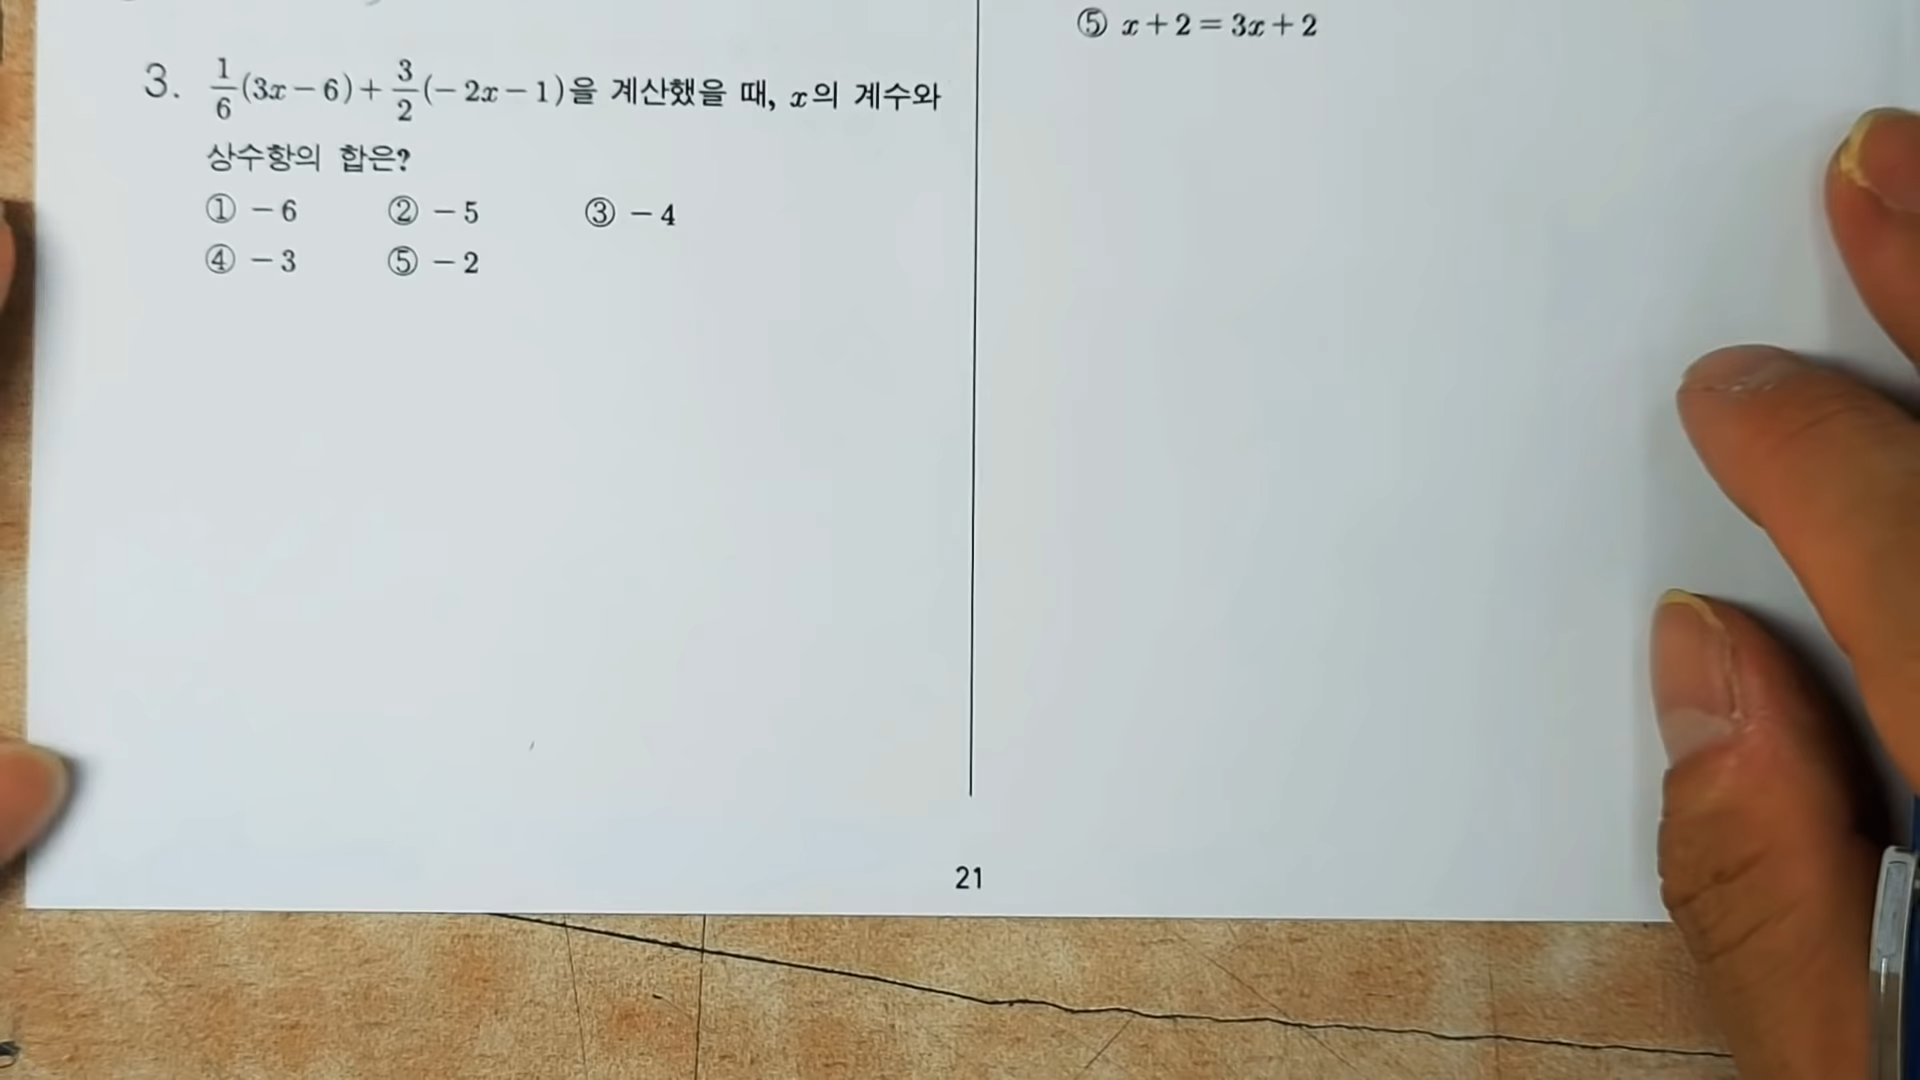 3. 1/6(3x-6)+3/2(-2x-1)을 계산했을 때, x의 계수와
상수항의 합은?
① -6 ② -5 ③ -4
④ -3 ⑤ -2
⑤ x+2=3x+2
21